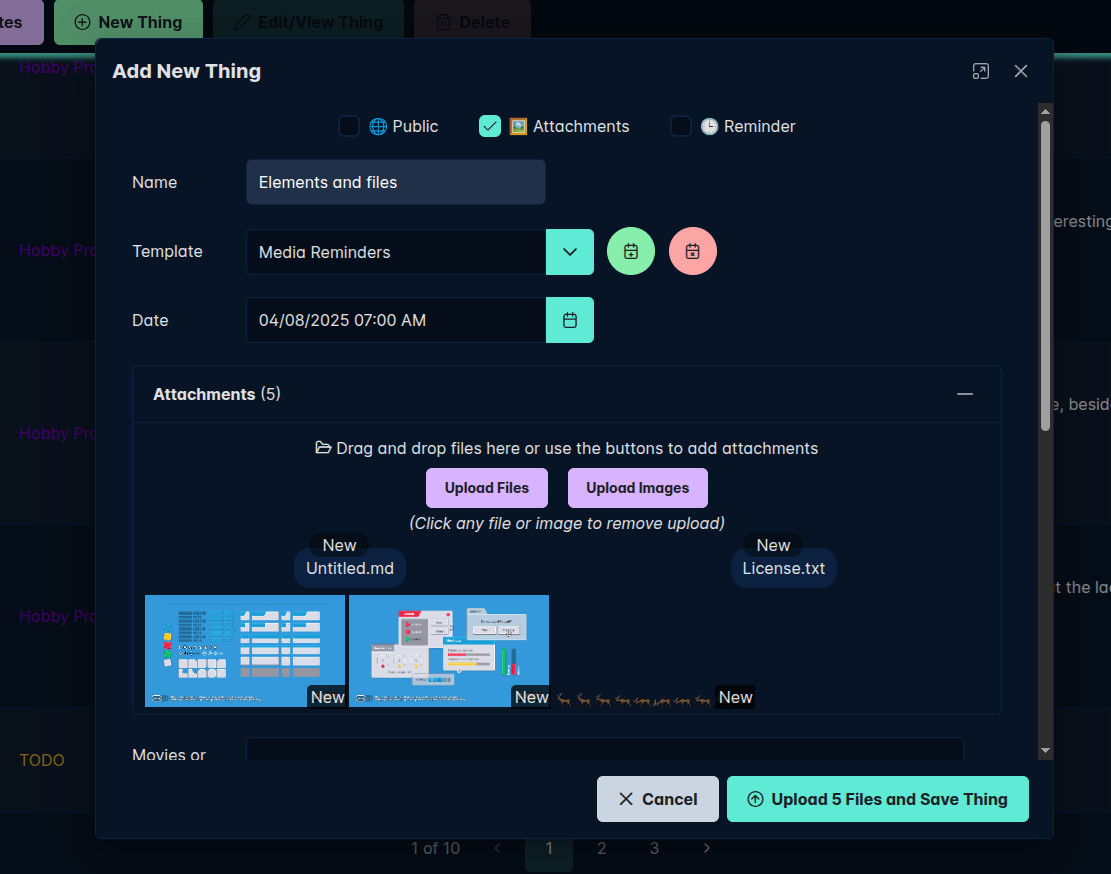 tes
New Thing
Edit/View Thing
Delete
Add New Thing
Public
Attachments
Reminder
Name
Elements and files
Template
Media Reminders
Date
04/08/2025 07:00 AM
Attachments (5)
Drag and drop files here or use the buttons to add attachments
Upload Files
Upload Images
(Click any file or image to remove upload)
New
Untitled.md
New
License.txt
New
New
New
Movies or
Cancel
Upload 5 Files and Save Thing
Hobby Pro
Hobby Pro
Hobby Pro
Hobby Pro
TODO
eresting
e, besid
t the lac
1 of 10
1
2
3